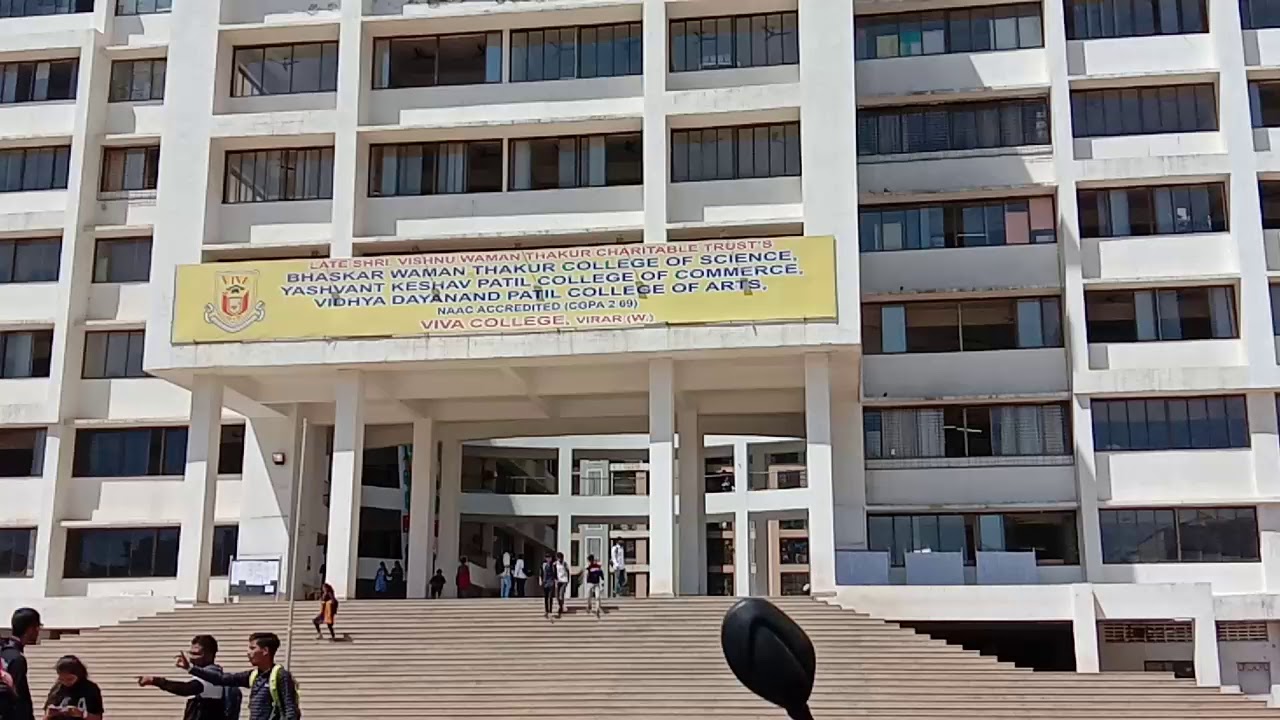 LATE SHRI VISHNU WAMAN THAKUR CHARITABLE TRUST'S
BHASKAR WAMAN THAKUR COLLEGE OF SCIENCE,
YASHVANT KESHAV PATIL COLLEGE OF COMMERCE,
VIDHYA DAYANAND PATIL COLLEGE OF ARTS.
NAAC ACCREDITED (CGPA 2.69)
VIVA COLLEGE, VIRAR (W.)
VIVA